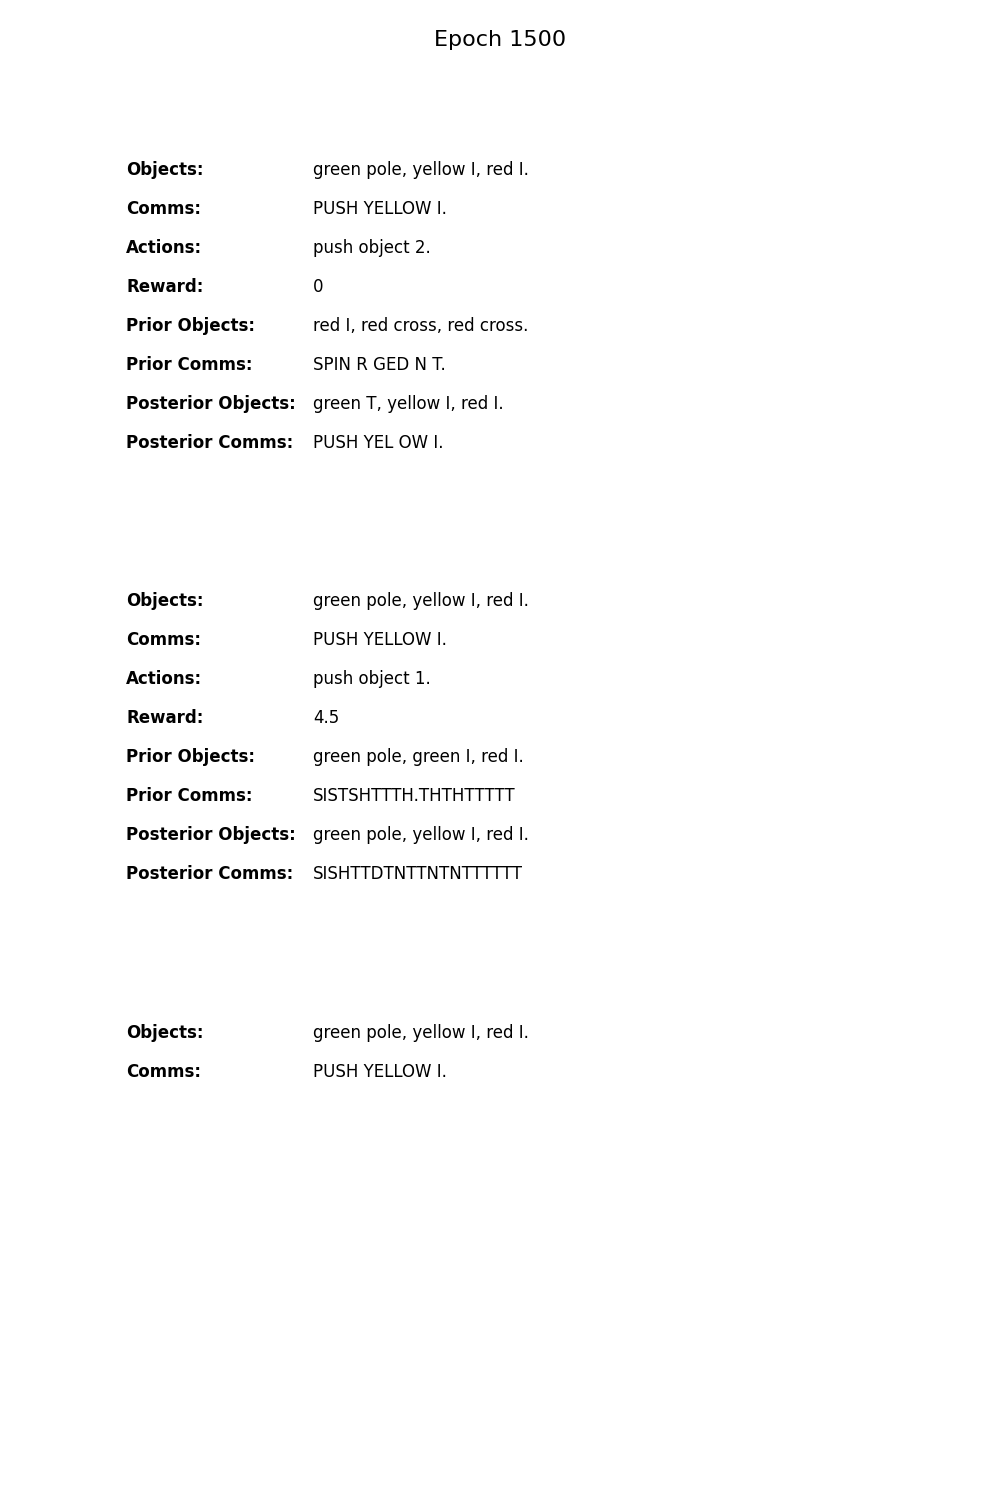 Epoch 1500
Objects: green pole, yellow I, red I.
Comms: PUSH YELLOW I.
Actions: push object 2.
Reward: 0
Prior Objects: red I, red cross, red cross.
Prior Comms: SPIN R GED N T.
Posterior Objects: green T, yellow I, red I.
Posterior Comms: PUSH YEL OW I.
Objects: green pole, yellow I, red I.
Comms: PUSH YELLOW I.
Actions: push object 1.
Reward: 4.5
Prior Objects: green pole, green I, red I.
Prior Comms: SISTSHTTTH.THTHTTTTT
Posterior Objects: green pole, yellow I, red I.
Posterior Comms: SISHTTDTNTTNTNTTTTTT
Objects: green pole, yellow I, red I.
Comms: PUSH YELLOW I.